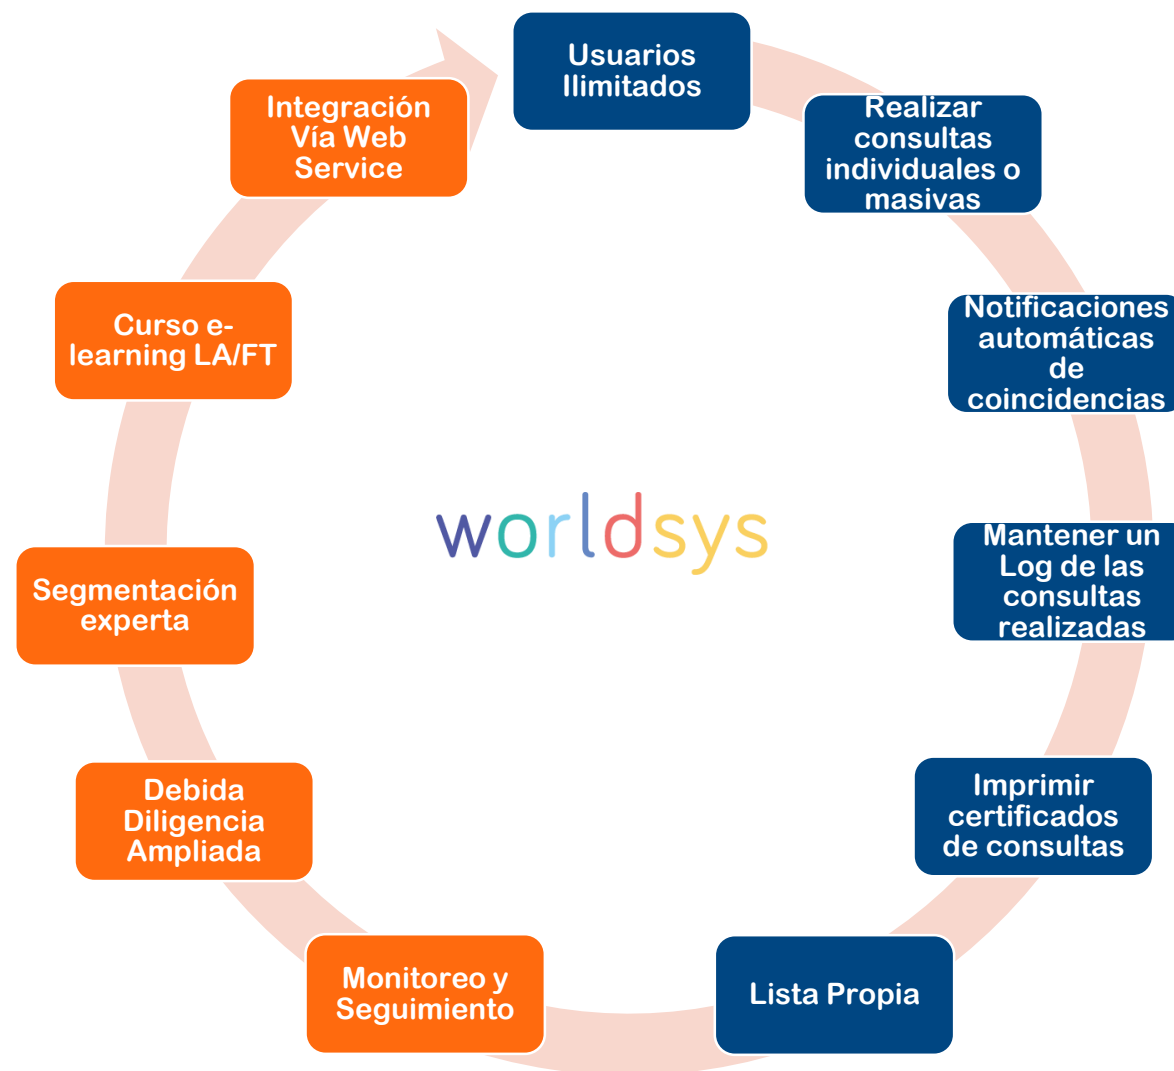 Usuarios
Ilimitados
Realizar
consultas
individuales o
masivas
Notificaciones
automáticas
de
coincidencias
Mantener un
Log de las
consultas
realizadas
Imprimir
certificados
de consultas
Lista Propia
Monitoreo y
Seguimiento
Debida
Diligencia
Ampliada
Segmentación
experta
Curso e-
learning LA/FT
Integración
Vía Web
Service
worldsys